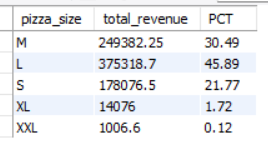 pizza_size total_revenue PCT
M 249382.25 30.49
L 375318.7 45.89
S 178076.5 21.77
XL 14076 1.72
XXL 1006.6 0.12